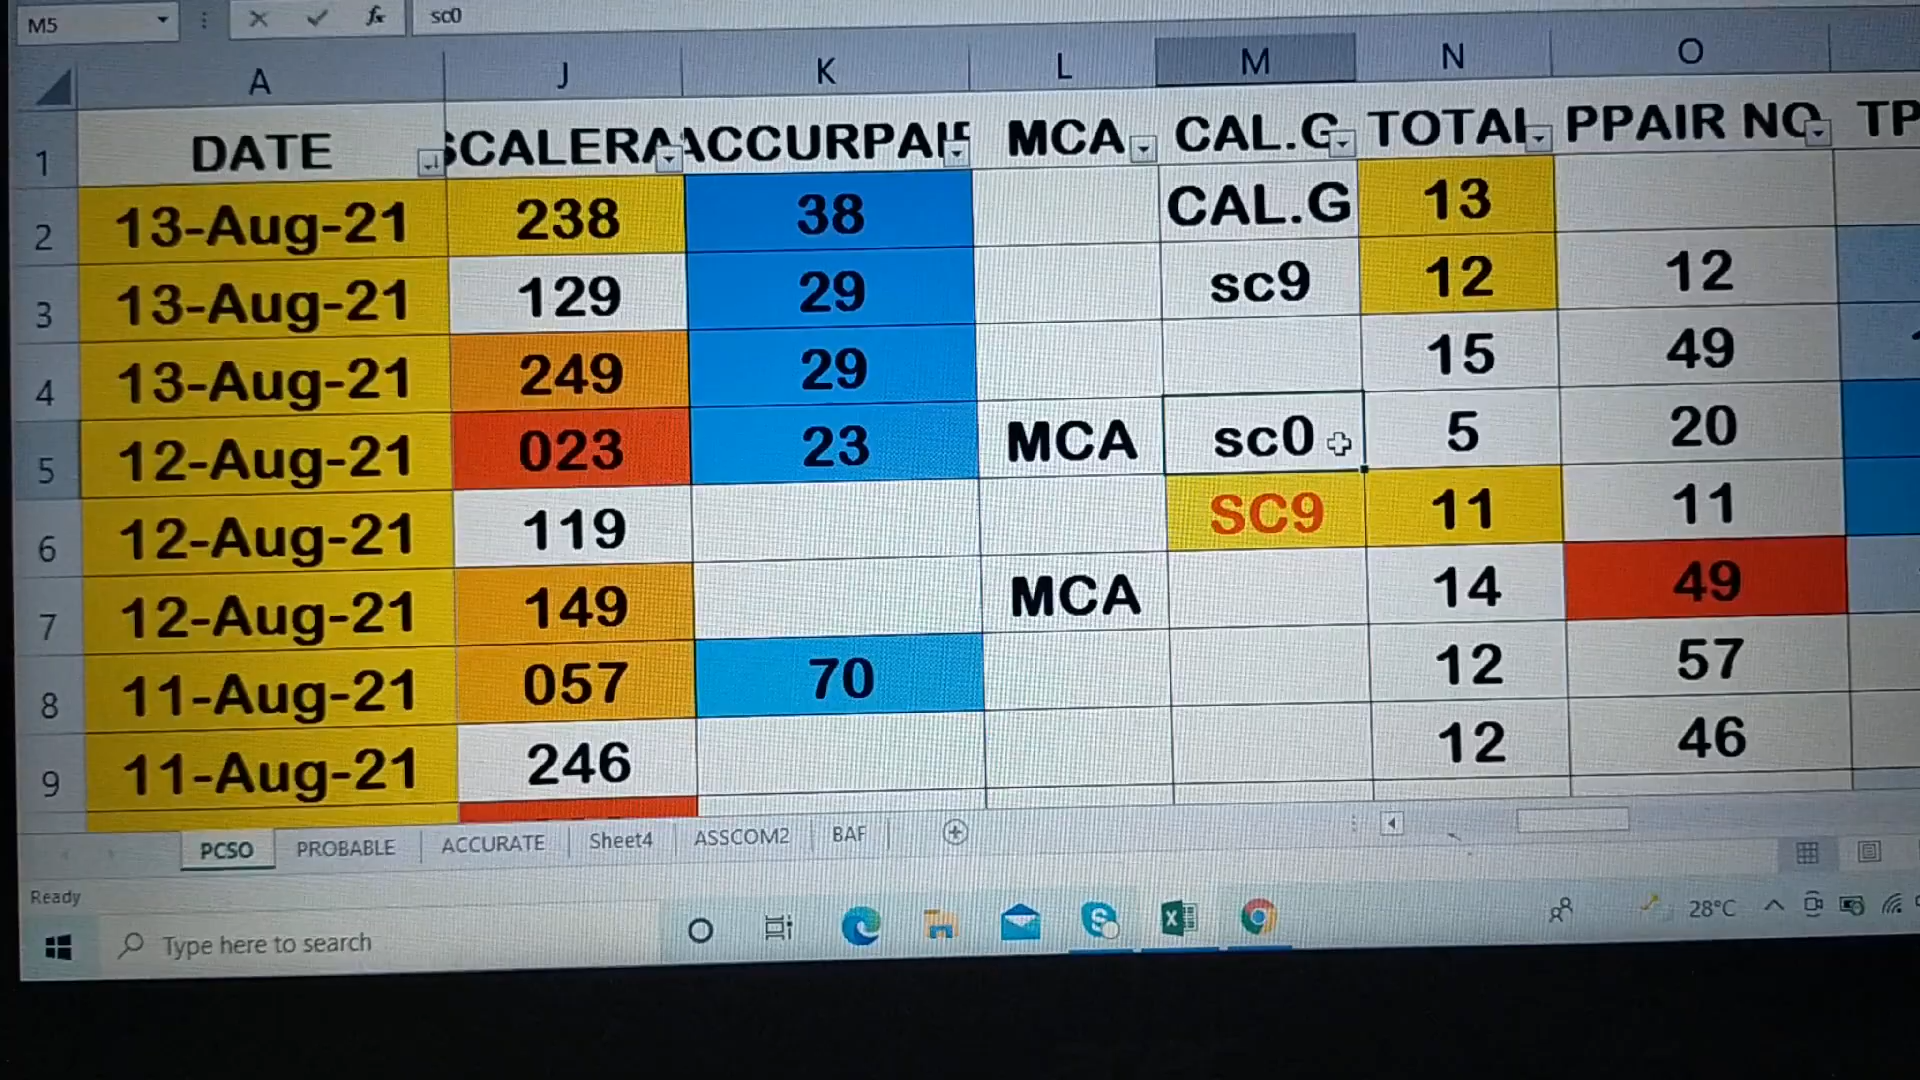 M5 fx sc0
A J K L M N O
1 DATE SCALERA ACCURPAI MCA CAL.G TOTAL PPAIR NO TP
2 13-Aug-21 238 38 CAL.G 13
3 13-Aug-21 129 29 sc9 12 12
4 13-Aug-21 249 29 15 49
5 12-Aug-21 023 23 MCA sc0 5 20
6 12-Aug-21 119 SC9 11 11
7 12-Aug-21 149 MCA 14 49
8 11-Aug-21 057 70 12 57
9 11-Aug-21 246 12 46
PCSO PROBABLE ACCURATE Sheet4 ASSCOM2 BAF
Ready
Type here to search 28°C